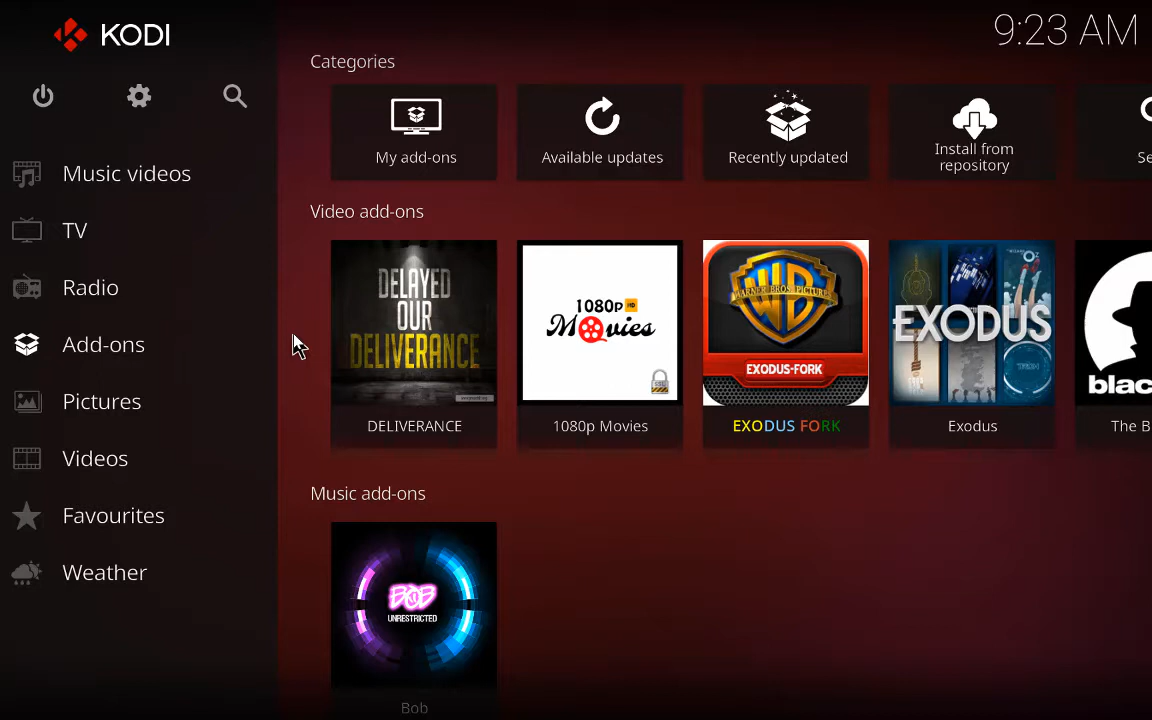 KODI
9:23 AM
Categories
My add-ons
Available updates
Recently updated
Install from
repository
Se
Music videos
TV
Radio
Add-ons
Pictures
Videos
Favourites
Weather
Video add-ons
DELAYED
OUR
DELIVERANCE
DELIVERANCE
1080p HD
Movies
1080p Movies
WARNER BROS PICTURES
EXODUS-FORK
EXODUS FORK
EXODUS
Exodus
blac
The B
Music add-ons
BOB
UNRESTRICTED
Bob